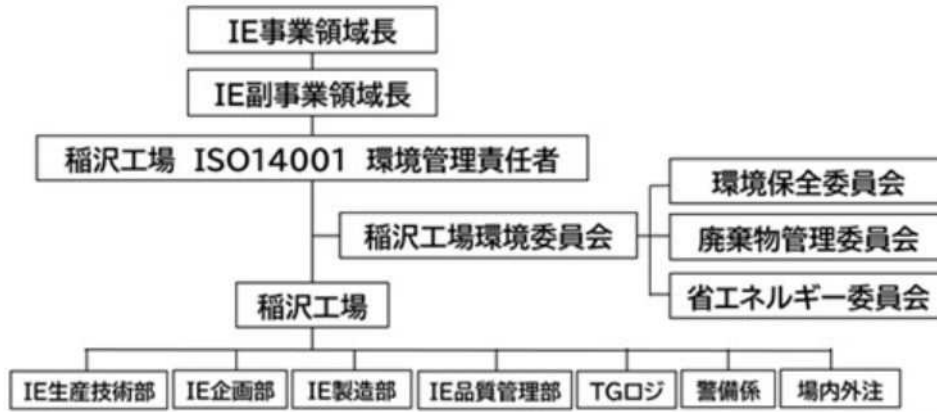 IE事業領域長
IE副事業領域長
稲沢工場 ISO14001 環境管理責任者
環境保全委員会
稲沢工場環境委員会
廃棄物管理委員会
省エネルギー委員会
稲沢工場
IE生産技術部
IE企画部
IE製造部
IE品質管理部
TGロジ
警備係
場内外注